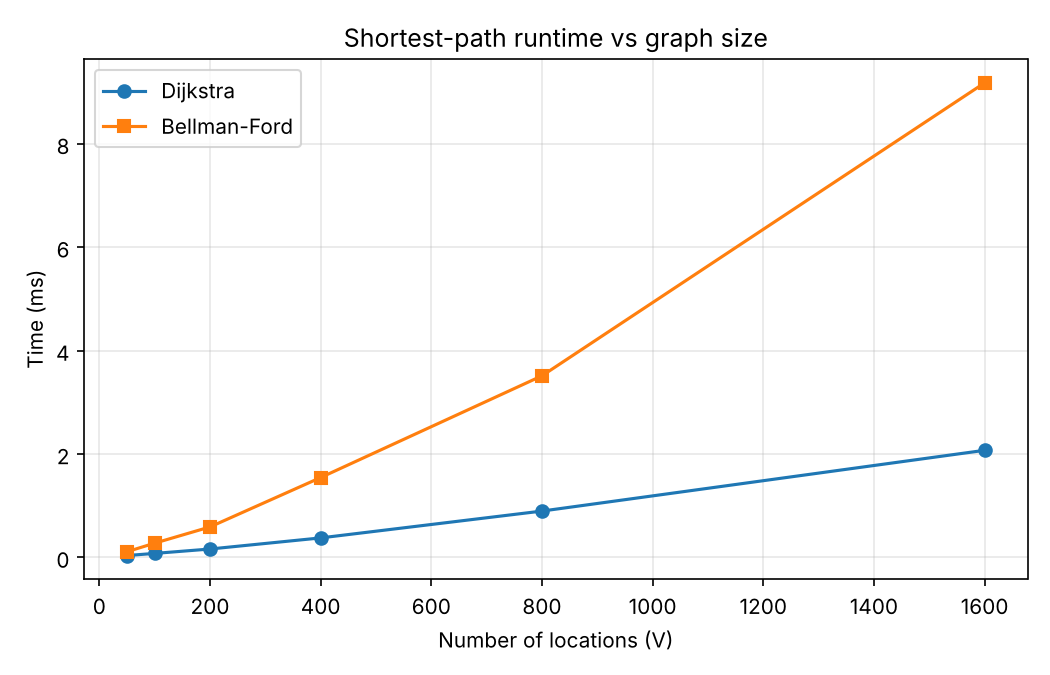 Shortest-path runtime vs graph size
Dijkstra
Bellman-Ford
8
6
4
2
0
Time (ms)
0 200 400 600 800 1000 1200 1400 1600
Number of locations (V)